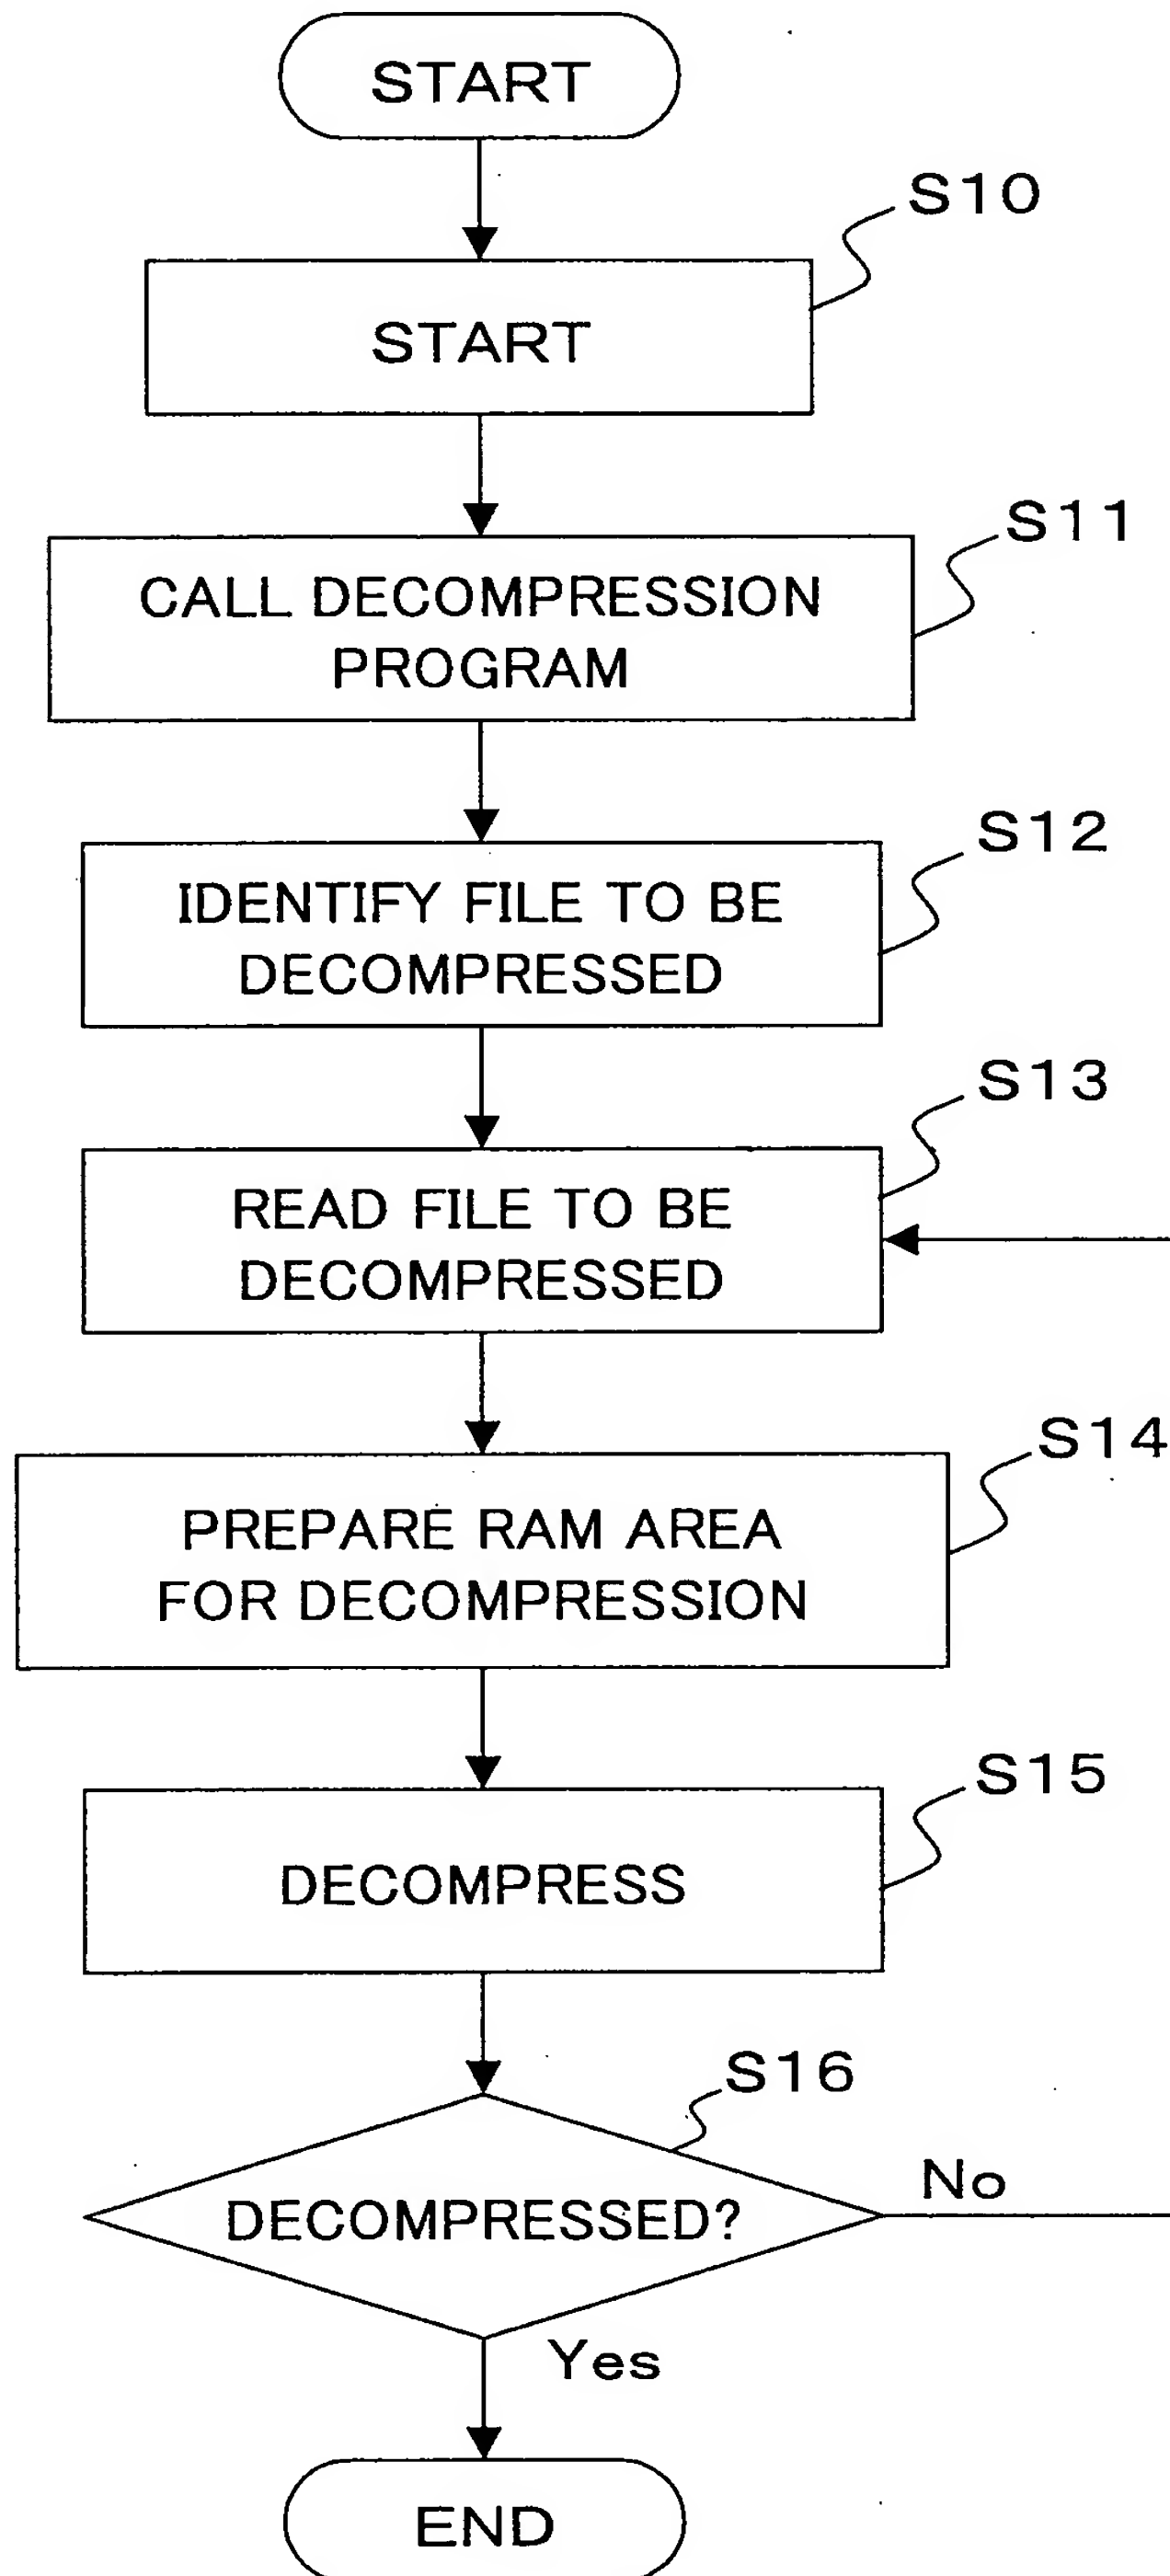 START
S10
START
S11
CALL DECOMPRESSION
PROGRAM
S12
IDENTIFY FILE TO BE
DECOMPRESSED
S13
READ FILE TO BE
DECOMPRESSED
S14
PREPARE RAM AREA
FOR DECOMPRESSION
S15
DECOMPRESS
S16
DECOMPRESSED?
No
Yes
END